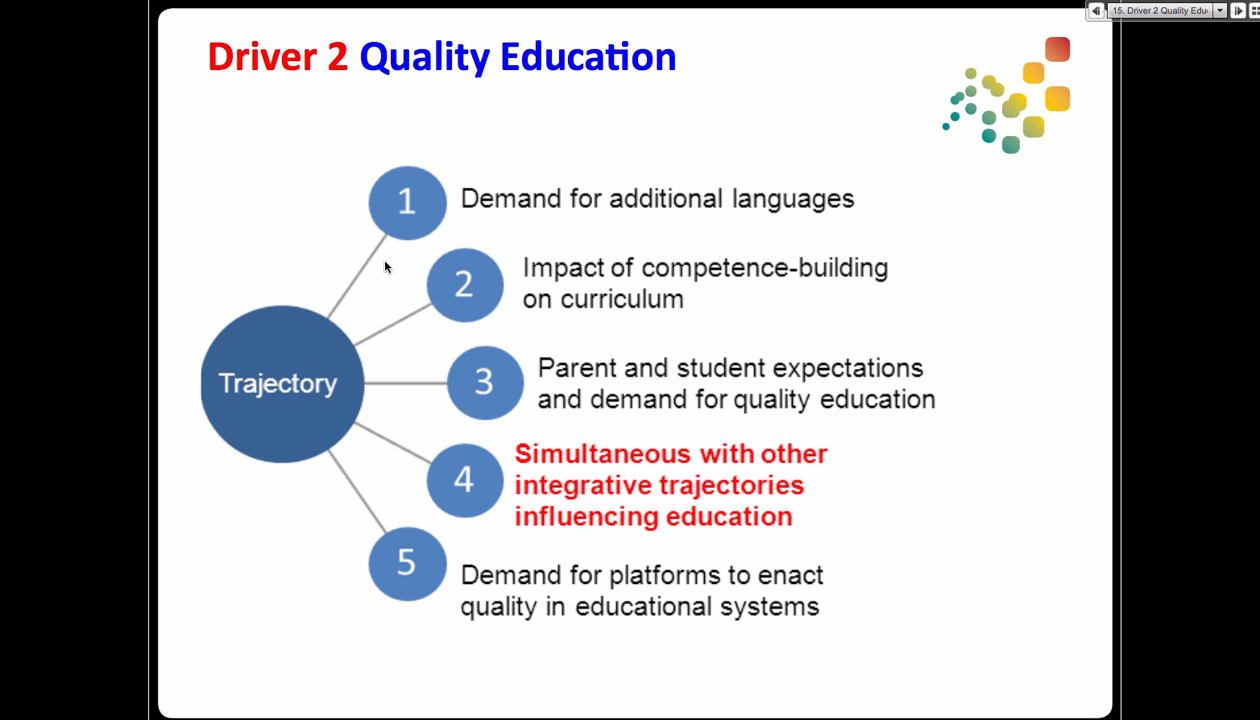 15. Driver 2 Quality Edu
Driver 2 Quality Education
1
Demand for additional languages
2
Impact of competence-building
on curriculum
3
Parent and student expectations
and demand for quality education
Trajectory
4
Simultaneous with other
integrative trajectories
influencing education
5
Demand for platforms to enact
quality in educational systems